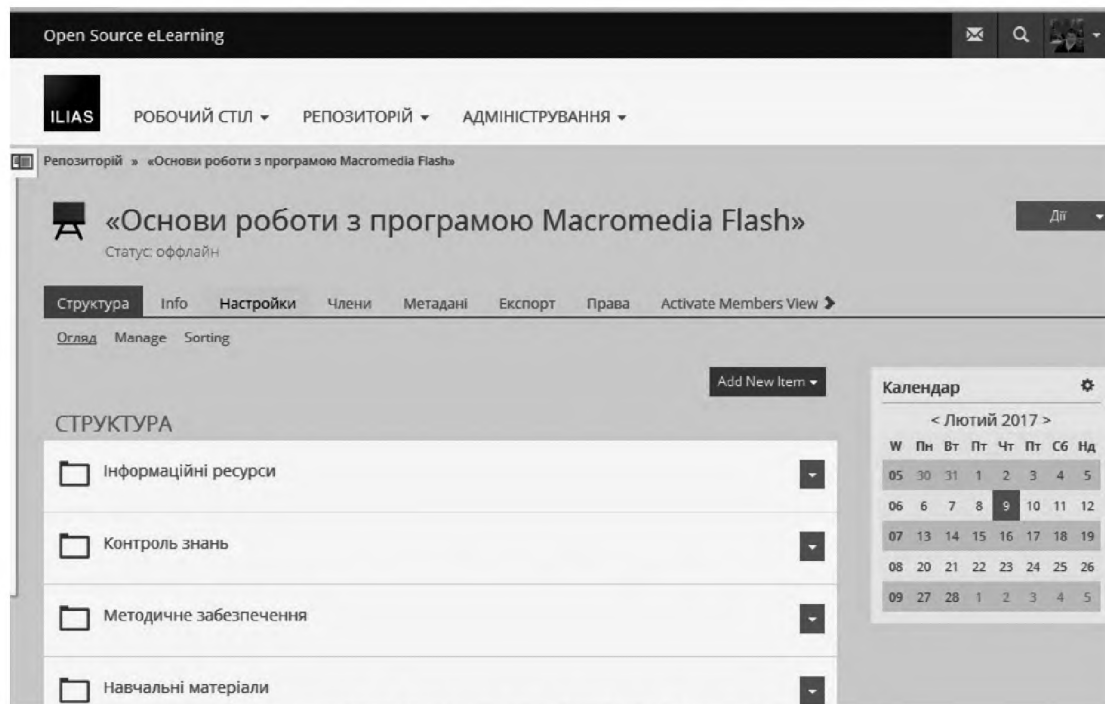 Open Source eLearning
ILIAS РОБОЧИЙ СТІЛ РЕПОЗИТОРІЙ АДМІНІСТРУВАННЯ
Репозиторій » «Основи роботи з програмою Macromedia Flash»
«Основи роботи з програмою Macromedia Flash»
Статус: оффлайн
Дії
Структура Info Настройки Члени Метадані Експорт Права Activate Members View
Огляд Manage Sorting
Add New Item
СТРУКТУРА
Інформаційні ресурси
Контроль знань
Методичне забезпечення
Навчальні матеріали
Календар
< Лютий 2017 >
W Пн Вт Пт Чт Пт Сб Нд
05 30 31 1 2 3 4 5
06 6 7 8 9 10 11 12
07 13 14 15 16 17 18 19
08 20 21 22 23 24 25 26
09 27 28 1 2 3 4 5